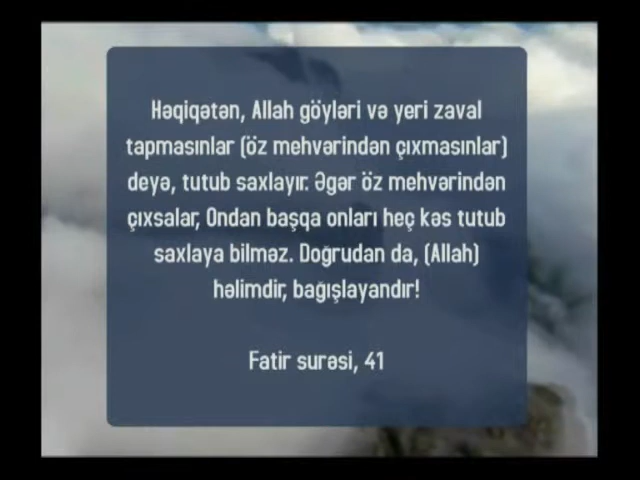 Həqiqətən, Allah göyləri və yeri zaval
tapmasınlar (öz mehvərindən çıxmasınlar)
deyə, tutub saxlayır. Əgər öz mehvərindən
çıxsalar, Ondan başqa onları heç kəs tutub
saxlaya bilməz. Doğrudan da, (Allah)
həlimdir, bağışlayandır!
Fatir surəsi, 41